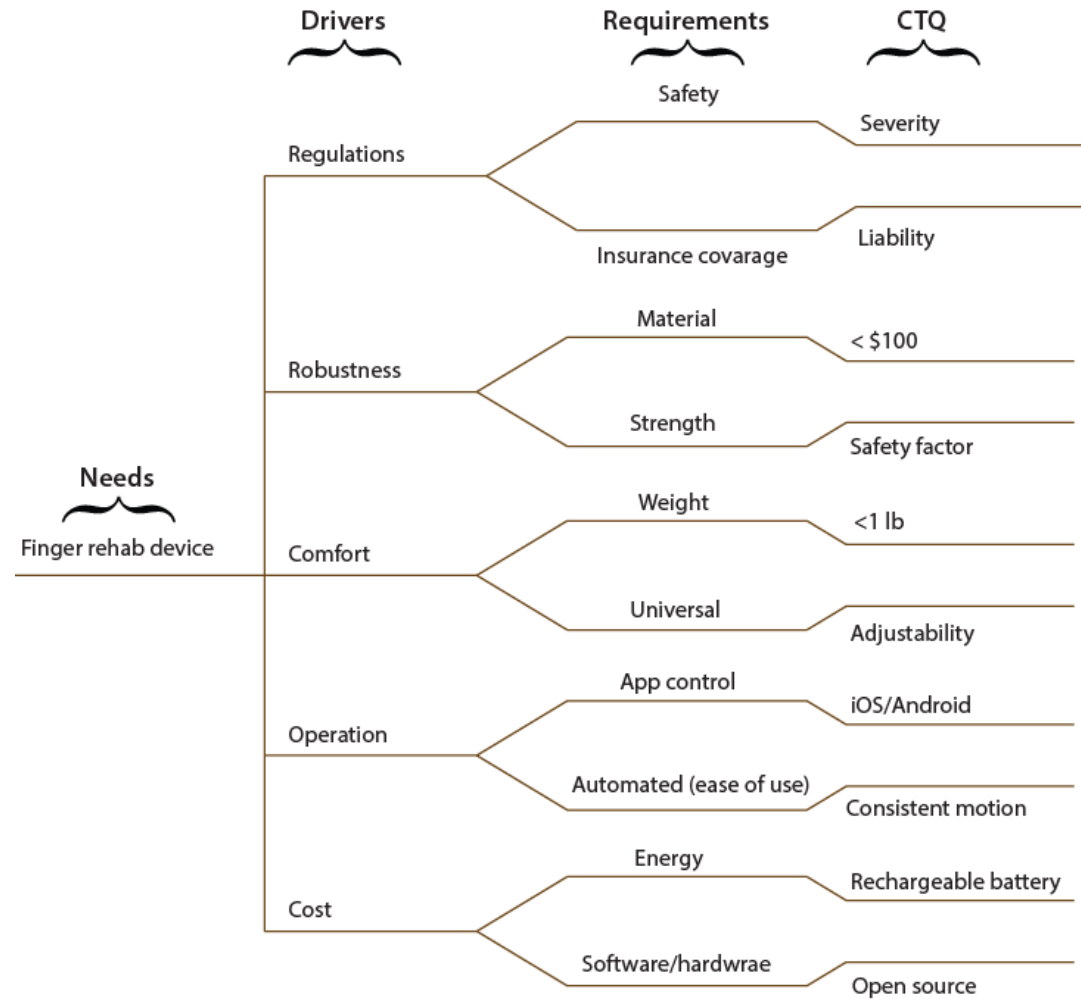 Drivers
Requirements
CTQ
Safety
Severity
Regulations
Liability
Insurance covarage
Material
< $100
Robustness
Strength
Safety factor
Needs
Weight
<1 lb
Finger rehab device
Comfort
Universal
Adjustability
App control
iOS/Android
Operation
Automated (ease of use)
Consistent motion
Energy
Rechargeable battery
Cost
Software/hardwrae
Open source